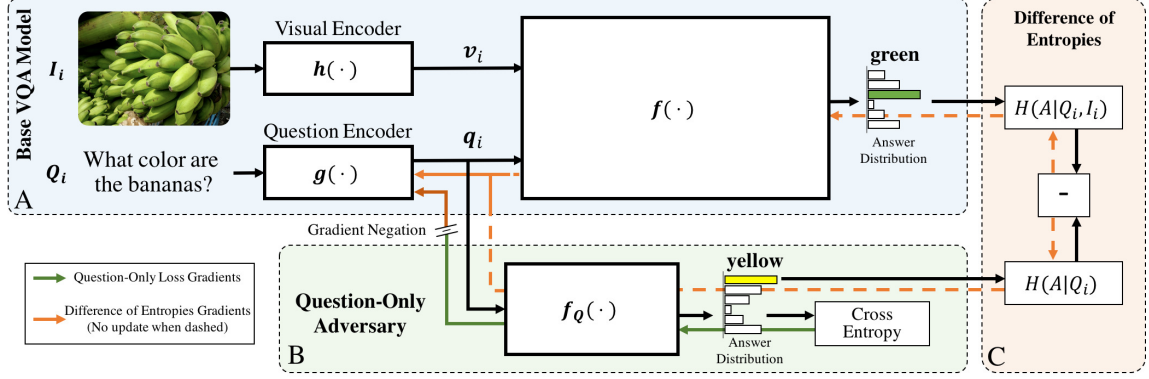 Base VQA Model
A
I_i
Visual Encoder
h(·)
v_i
What color are
the bananas?
Q_i
Question Encoder
g(·)
q_i
f(·)
green
Answer
Distribution
Difference of
Entropies
H(A|Q_i, I_i)
-
H(A|Q_i)
C
Gradient Negation
Question-Only Loss Gradients
Difference of Entropies Gradients
(No update when dashed)
Question-Only
Adversary
B
f_Q(·)
yellow
Answer
Distribution
Cross
Entropy